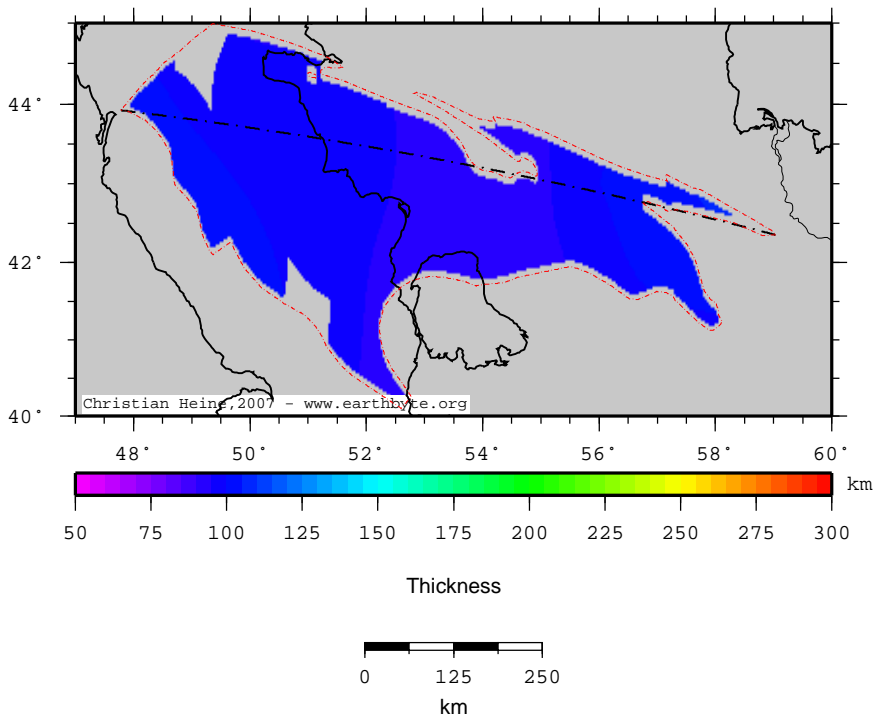 44˚
42˚
40˚
Christian Heine,2007 - www.earthbyte.org
48˚ 50˚ 52˚ 54˚ 56˚ 58˚ 60˚
km
50 75 100 125 150 175 200 225 250 275 300
Thickness
0 125 250
km